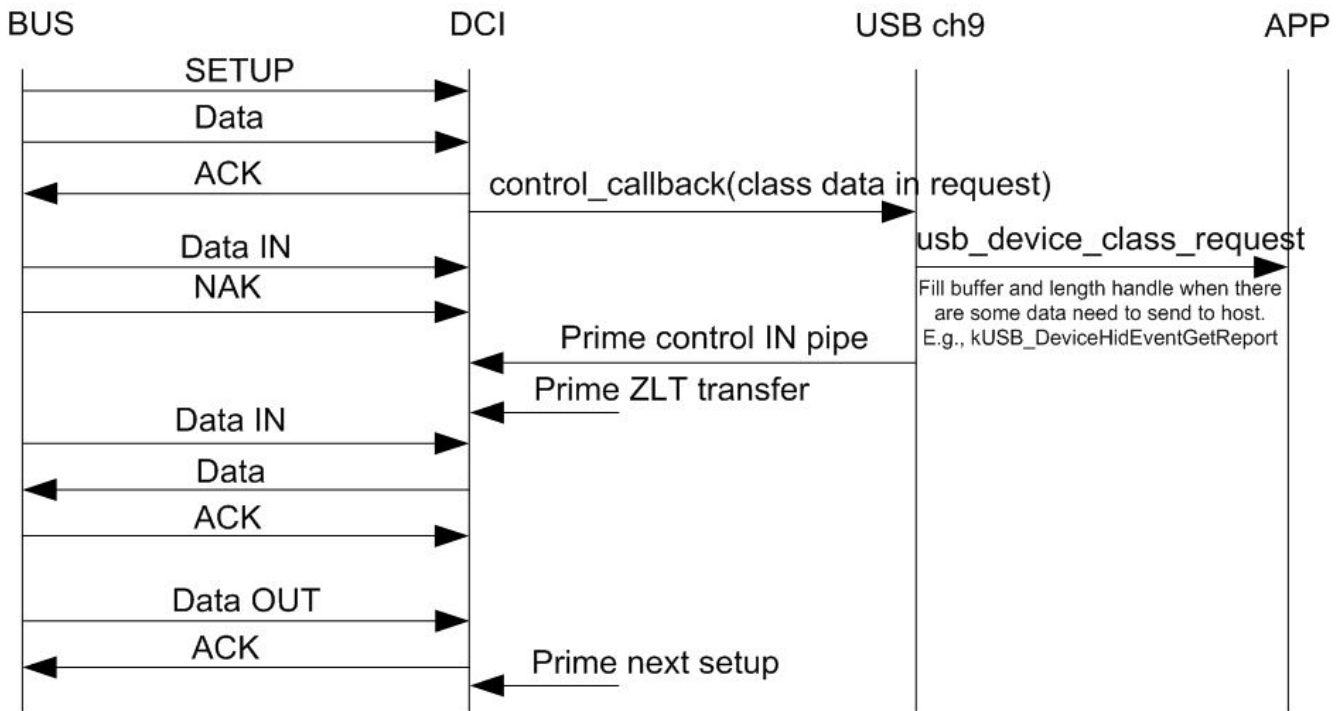 BUS
DCI
USB ch9
APP
SETUP
Data
ACK
control_callback(class data in request)
Data IN
usb_device_class_request
NAK
Fill buffer and length handle when there
are some data need to send to host.
E.g., kUSB_DeviceHidEventGetReport
Prime control IN pipe
Prime ZLT transfer
Data IN
Data
ACK
Data OUT
ACK
Prime next setup